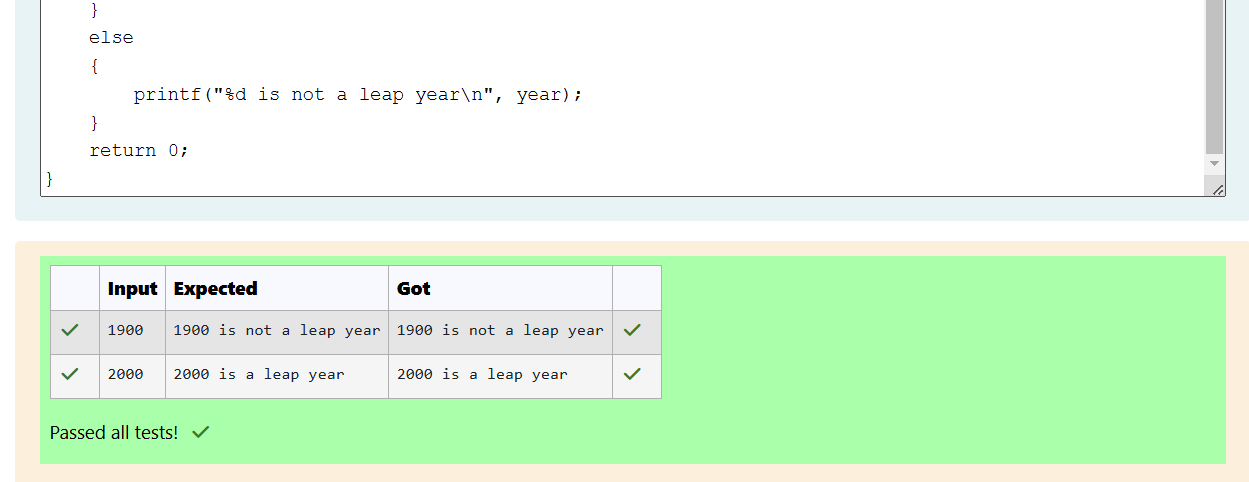 }
else
{
printf("%d is not a leap year\n", year);
}
return 0;
}
Input Expected Got
1900 1900 is not a leap year 1900 is not a leap year
2000 2000 is a leap year 2000 is a leap year
Passed all tests!